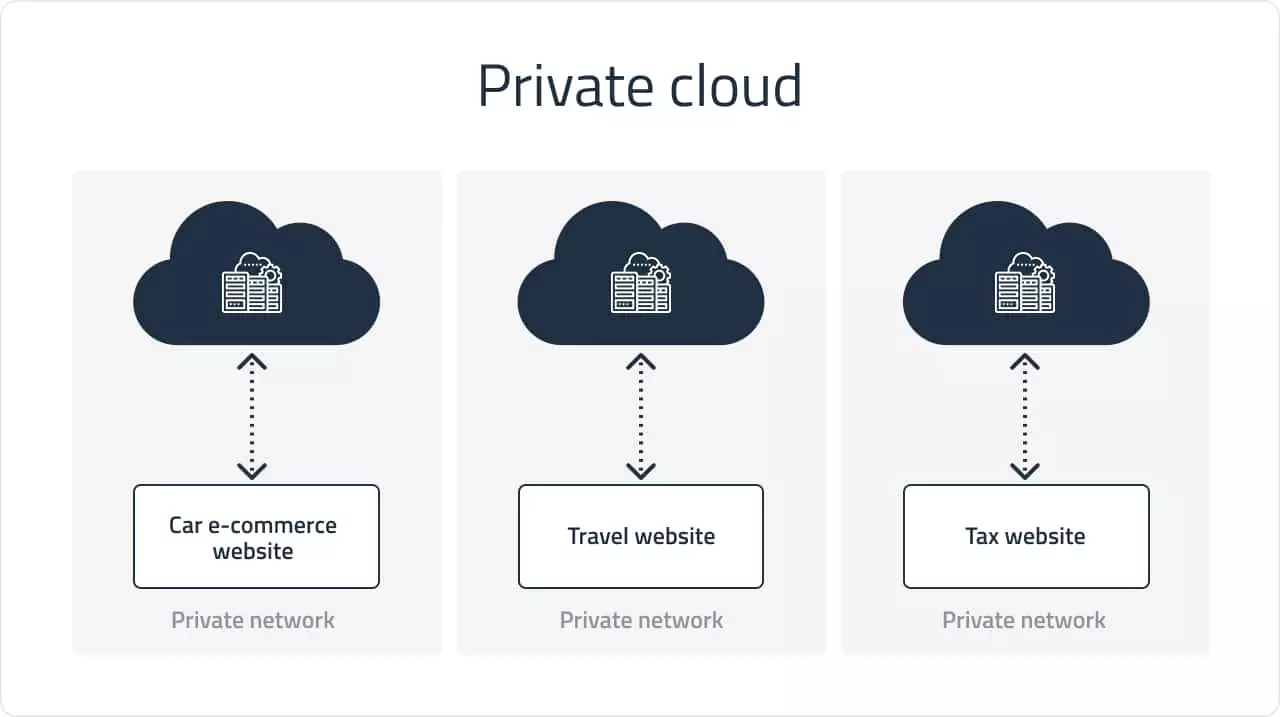 Private cloud
Car e-commerce
website
Travel website
Tax website
Private network
Private network
Private network